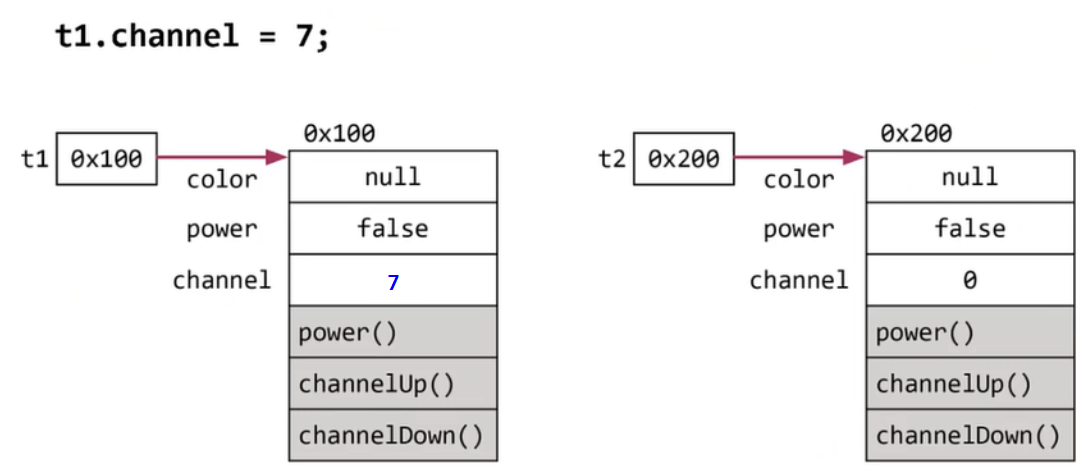 t1.channel = 7;
0x100
t1 0x100
color null
power false
channel 7
power()
channelUp()
channelDown()
0x200
t2 0x200
color null
power false
channel 0
power()
channelUp()
channelDown()